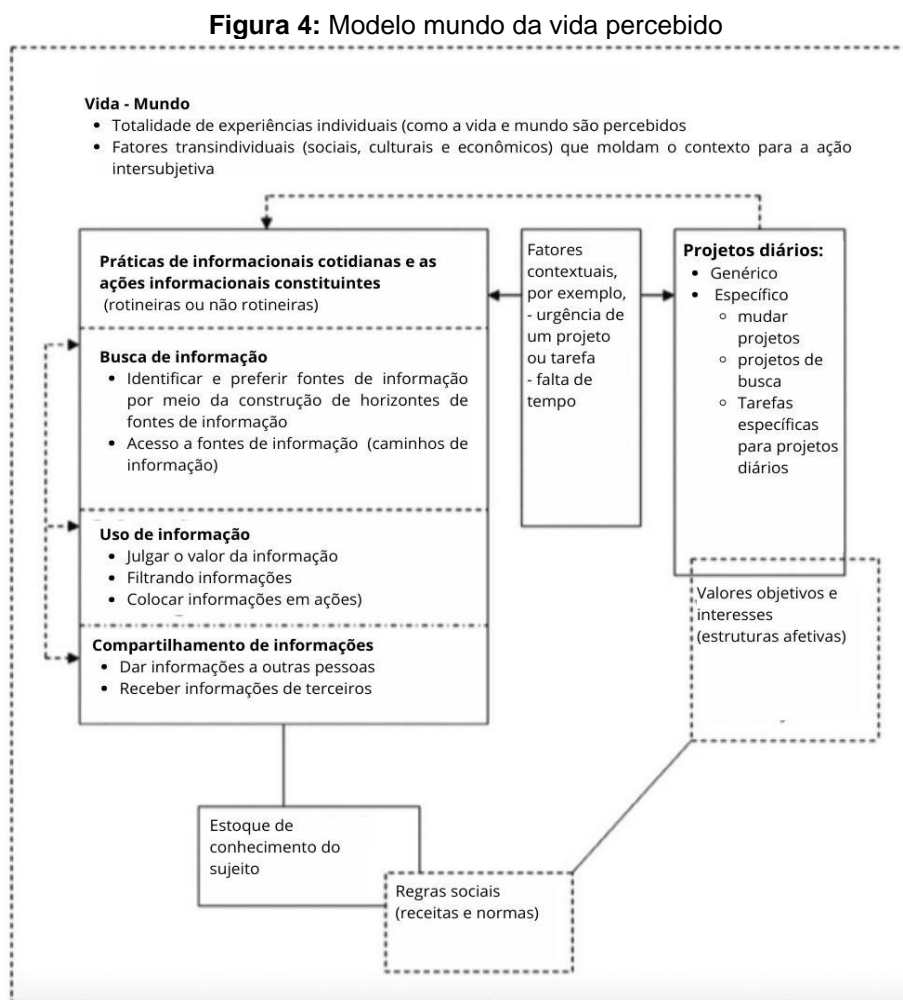 Figura 4: Modelo mundo da vida percebido
Vida - Mundo
• Totalidade de experiências individuais (como a vida e mundo são percebidos
• Fatores transindividuais (sociais, culturais e econômicos) que moldam o contexto para a ação
intersubjetiva
Práticas de informacionais cotidianas e as
ações informacionais constituintes
(rotineiras ou não rotineiras)
Busca de informação
• Identificar e preferir fontes de informação
por meio da construção de horizontes de
fontes de informação
• Acesso a fontes de informação (caminhos de
informação)
Uso de informação
• Julgar o valor da informação
• Filtrando informações
• Colocar informações em ações)
Compartilhamento de informações
• Dar informações a outras pessoas
• Receber informações de terceiros
Fatores
contextuais,
por exemplo,
- urgência de
um projeto
ou tarefa
- falta de
tempo
Projetos diários:
• Genérico
• Específico
◦ mudar
projetos
◦ projetos de
busca
◦ Tarefas
específicas
para projetos
diários
Valores objetivos e
interesses
(estruturas afetivas)
Estoque de
conhecimento do
sujeito
Regras sociais
(receitas e normas)